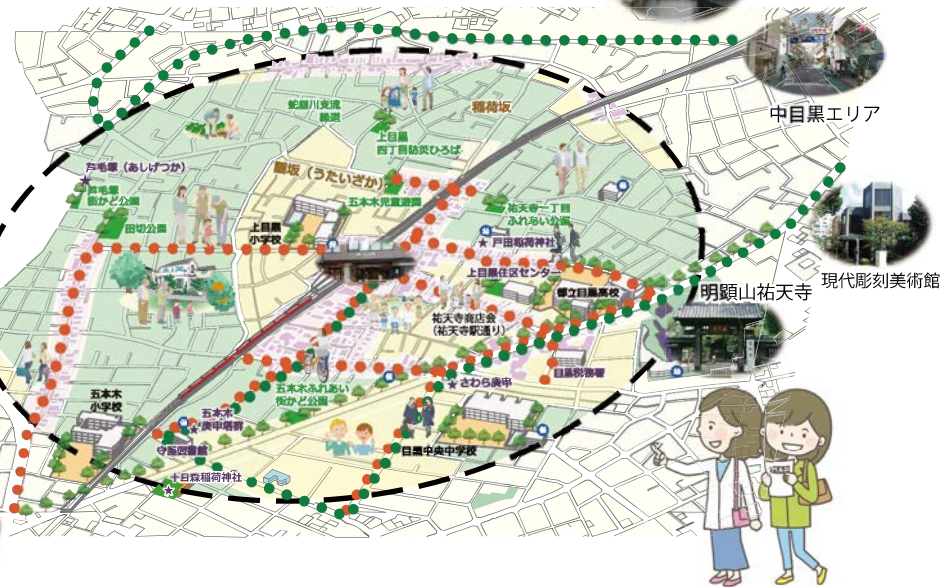 中目黒エリア
稲荷坂
蛇崩川支流
緑道
上目黒
四丁目防災ひろば
芦毛塚（あしげつか）
芦毛塚
街かど公園
（うたいざか）
五本木児童遊園
田切公園
上目黒
小学校
祐天寺一丁目
ふれあい公園
戸田稲荷神社
現代彫刻美術館
上目黒住区センター
都立目黒高校
明顕山祐天寺
祐天寺商店会
（祐天寺駅通り）
目黒税務署
さわら庚申
五本木ふれあい
街かど公園
五本木
小学校
五本木
庚申塔群
守屋図書館
目黒中央中学校
十日森稲荷神社
MAP